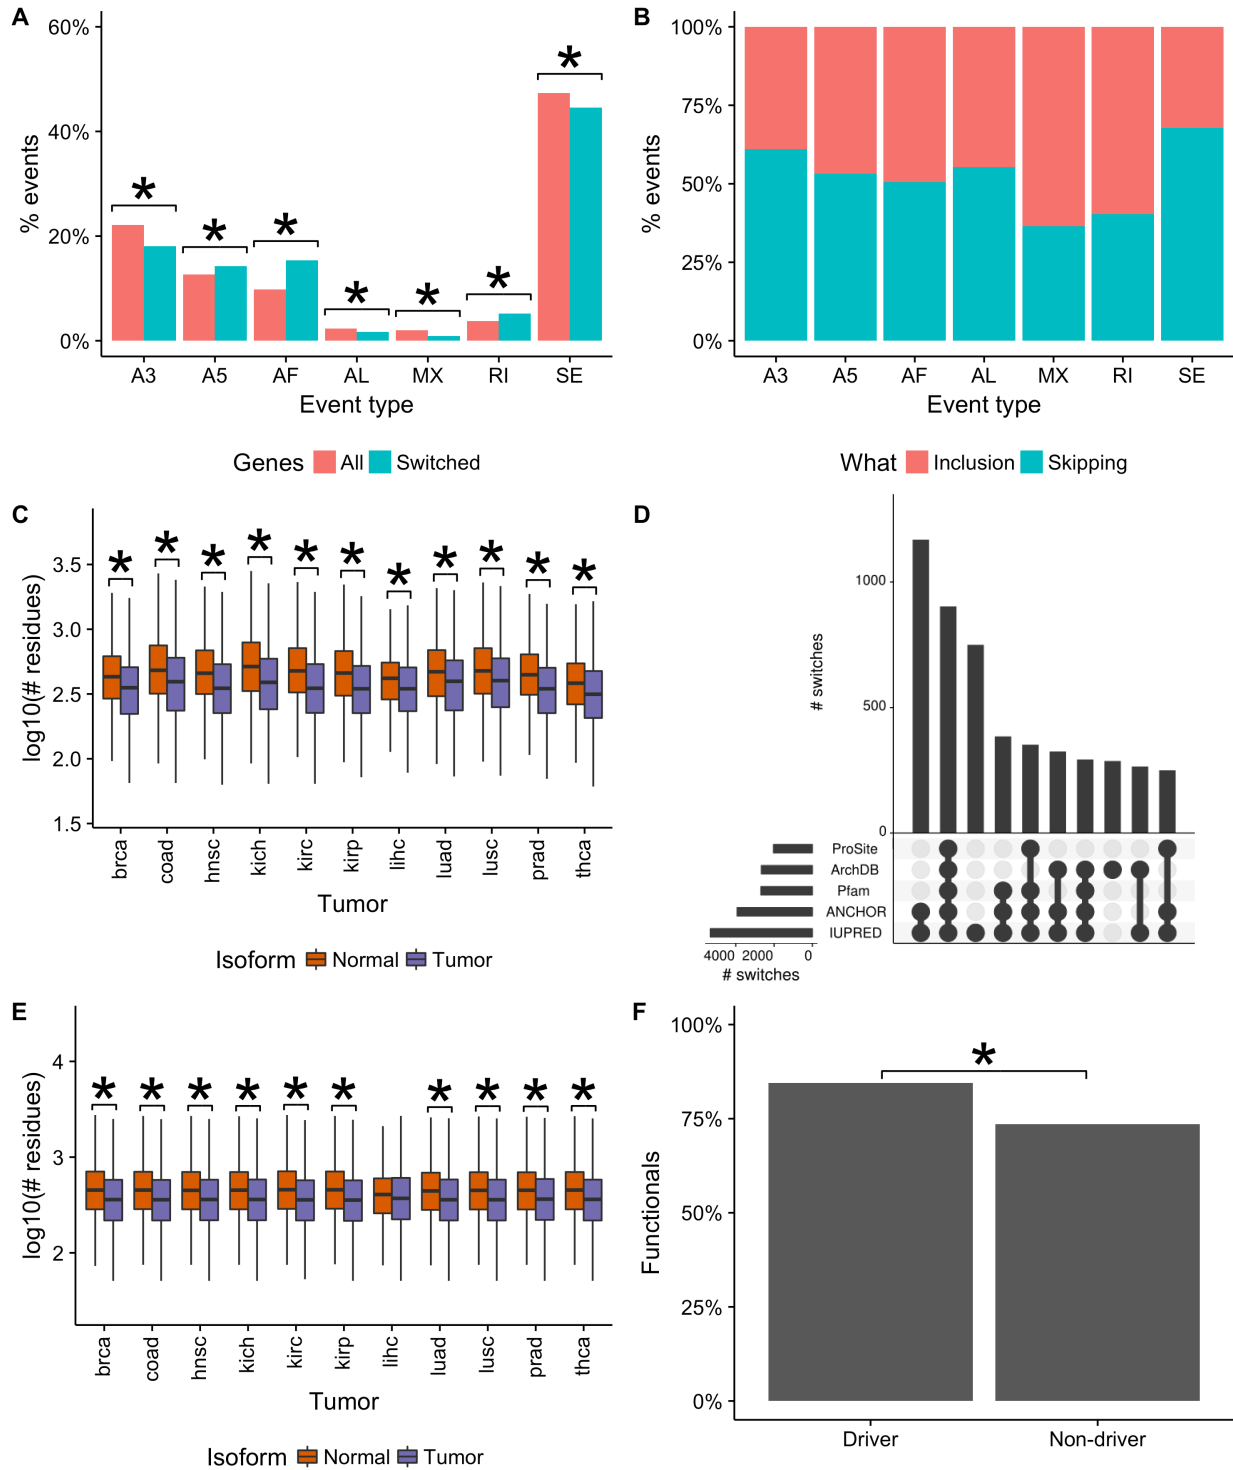 A
60%
40%
20%
0%
% events
* * * * * * *
A3 A5 AF AL MX RI SE
Event type
Genes All Switched
B
100%
75%
50%
25%
0%
% events
A3 A5 AF AL MX RI SE
Event type
What Inclusion Skipping
C
3.5
3.0
2.5
2.0
1.5
log10(# residues)
* * * * * * * * * * *
brca coad hnsc kich kirc kirp lihc luad lusc prad thca
Tumor
Isoform Normal Tumor
D
1000
500
0
# switches
ProSite
ArchDB
Pfam
ANCHOR
IUPRED
4000 2000 0
# switches
E
4
3
2
log10(# residues)
* * * * * * * * * *
brca coad hnsc kich kirc kirp lihc luad lusc prad thca
Tumor
Isoform Normal Tumor
F
100%
75%
50%
25%
0%
Functionals
*
Driver Non-driver